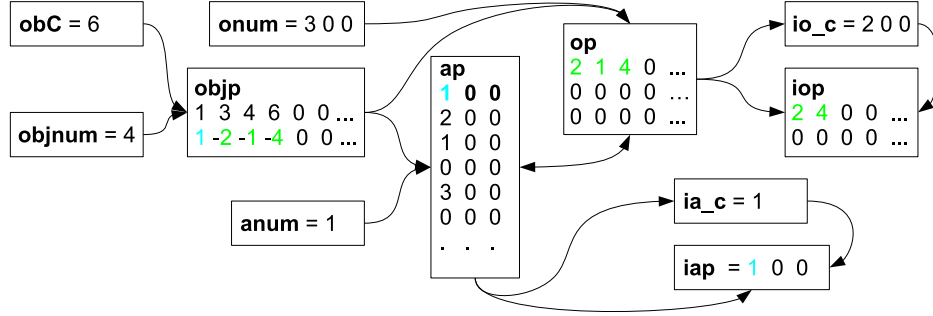 obC = 6
onum = 3 0 0
io_c = 2 0 0
op
2 1 4 0 ...
0 0 0 0 ...
0 0 0 0 ...
ap
1 0 0
2 0 0
1 0 0
0 0 0
3 0 0
0 0 0
. . .
objp
1 3 4 6 0 0 ...
1 -2 -1 -4 0 0 ...
iop
2 4 0 0 ...
0 0 0 0 ...
objnum = 4
anum = 1
ia_c = 1
iap = 1 0 0